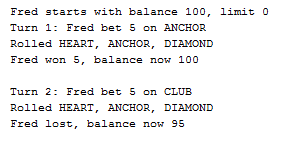 Fred starts with balance 100, limit 0
Turn 1: Fred bet 5 on ANCHOR
Rolled HEART, ANCHOR, DIAMOND
Fred won 5, balance now 100
Turn 2: Fred bet 5 on CLUB
Rolled HEART, ANCHOR, DIAMOND
Fred lost, balance now 95